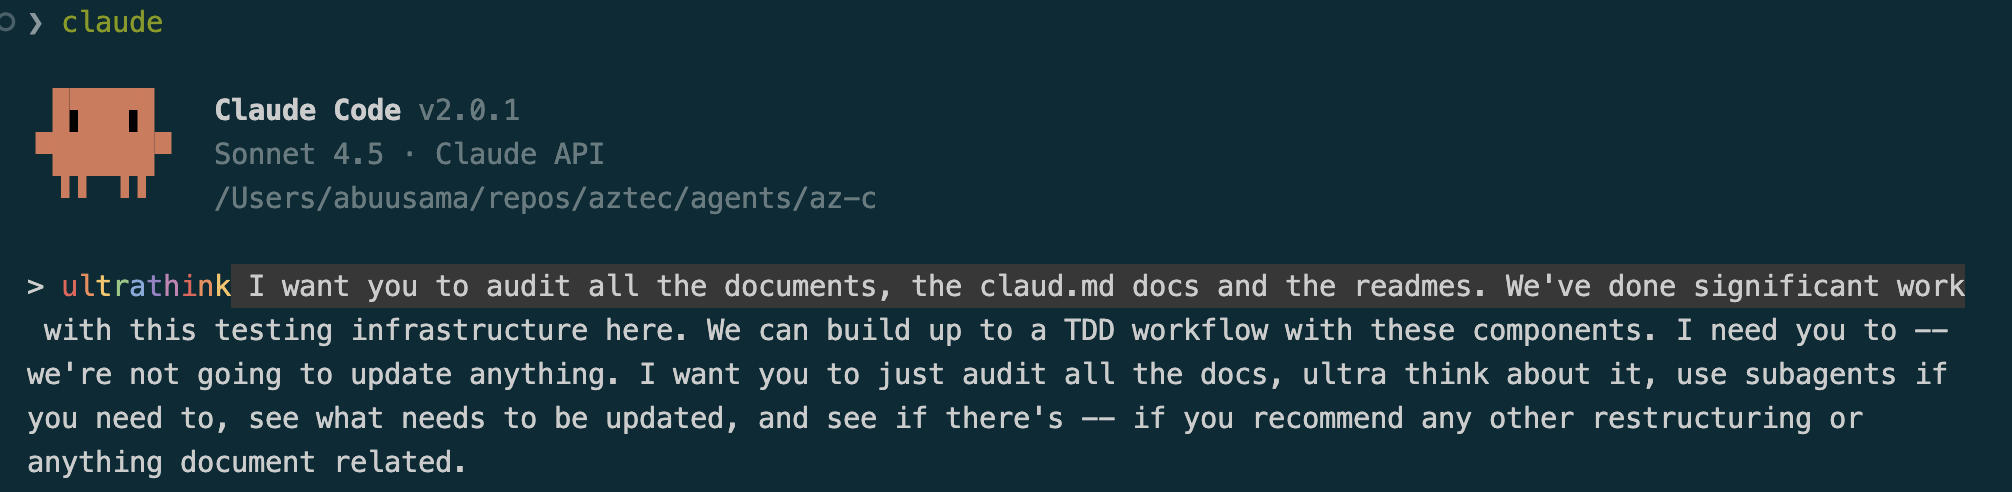 ❯ claude
Claude Code v2.0.1
Sonnet 4.5 · Claude API
/Users/abuusama/repos/aztec/agents/az-c
> ultrathink I want you to audit all the documents, the claud.md docs and the readmes. We've done significant work
with this testing infrastructure here. We can build up to a TDD workflow with these components. I need you to --
we're not going to update anything. I want you to just audit all the docs, ultra think about it, use subagents if
you need to, see what needs to be updated, and see if there's -- if you recommend any other restructuring or
anything document related.